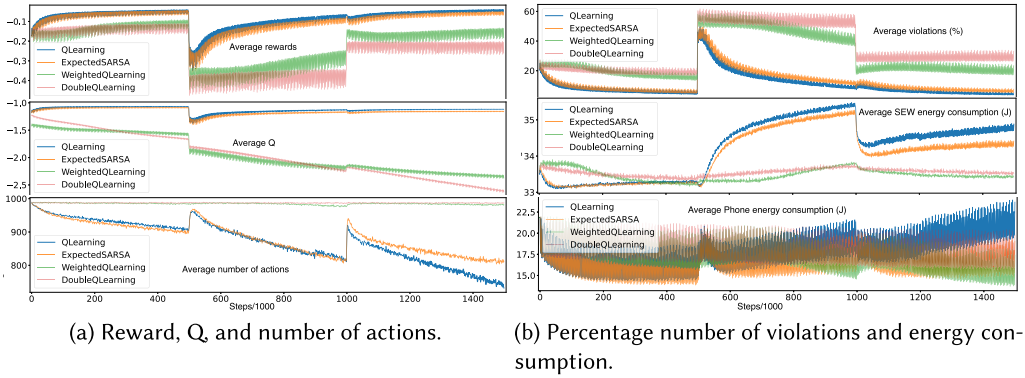 −0.1
−0.2
−0.3
−0.4
Average rewards
QLearning
ExpectedSARSA
WeightedQLearning
DoubleQLearning
−1.0
−1.5
−2.0
−2.5
Average Q
QLearning
ExpectedSARSA
WeightedQLearning
DoubleQLearning
1000
900
800
QLearning
ExpectedSARSA
WeightedQLearning
DoubleQLearning
Average number of actions
0 200 400 600 800 1000 1200 1400
Steps/1000
(a) Reward, Q, and number of actions.
60
40
20
QLearning
ExpectedSARSA
WeightedQLearning
DoubleQLearning
Average violations (%)
35
34
33
QLearning
ExpectedSARSA
WeightedQLearning
DoubleQLearning
Average SEW energy consumption (J)
22.5
20.0
17.5
15.0
Average Phone energy consumption (J)
QLearning
ExpectedSARSA
WeightedQLearning
DoubleQLearning
0 200 400 600 800 1000 1200 1400
Steps/1000
(b) Percentage number of violations and energy con-
sumption.